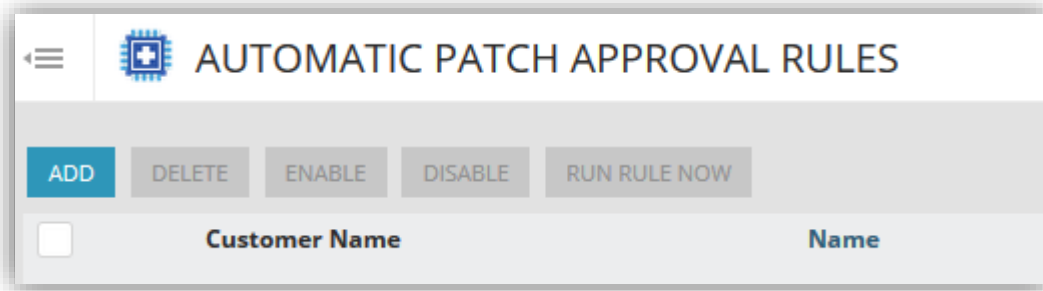 AUTOMATIC PATCH APPROVAL RULES
ADD DELETE ENABLE DISABLE RUN RULE NOW
Customer Name Name